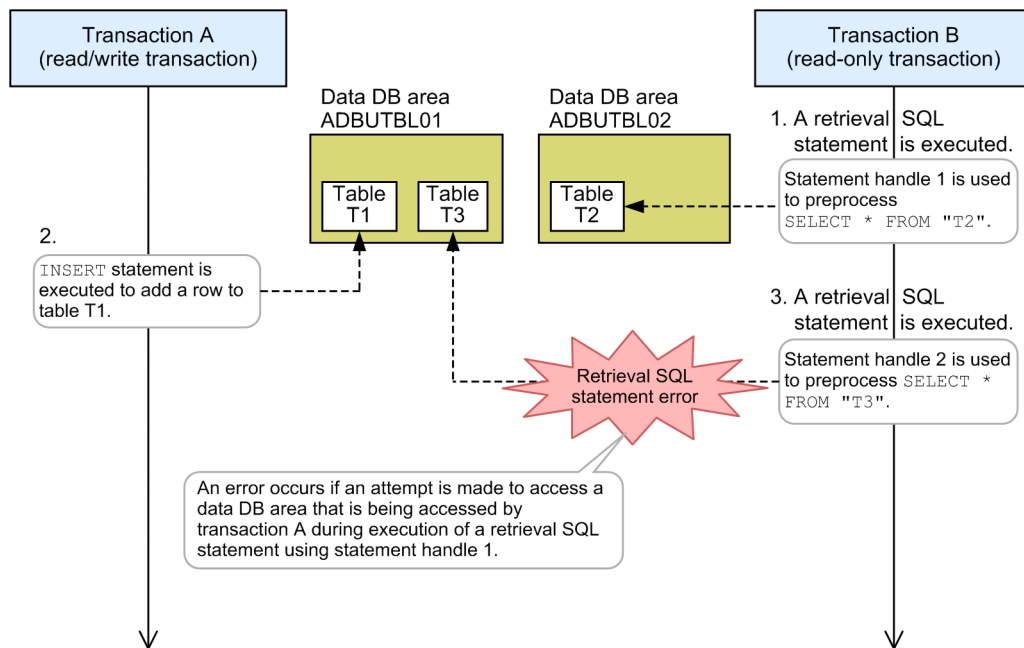 Transaction A
(read/write transaction)
Transaction B
(read-only transaction)
Data DB area
ADBUTBL01
Data DB area
ADBUTBL02
Table
T1
Table
T3
Table
T2
1. A retrieval SQL
statement is executed.
Statement handle 1 is used
to preprocess
SELECT * FROM "T2".
2.
INSERT statement is
executed to add a row to
table T1.
3. A retrieval SQL
statement is executed.
Statement handle 2 is used
to preprocess SELECT *
FROM "T3".
Retrieval SQL
statement error
An error occurs if an attempt is made to access a
data DB area that is being accessed by
transaction A during execution of a retrieval SQL
statement using statement handle 1.